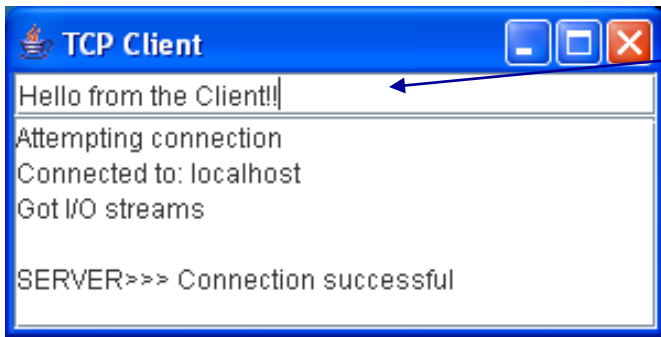 TCP Client
Hello from the Client!!
Attempting connection
Connected to: localhost
Got I/O streams
SERVER>>> Connection successful